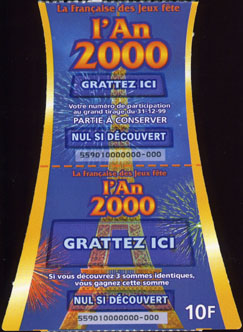 La française des Jeux fête
l'An
2000
GRATTEZ ICI
Votre numéro de participation
au grand tirage du 31-12-99
PARTIE À CONSERVER
NUL SI DÉCOUVERT
559010000000-000
La française des Jeux fête
l'An
2000
GRATTEZ ICI
Si vous découvrez 3 sommes identiques,
vous gagnez cette somme
NUL SI DÉCOUVERT
559010000000-000
10F